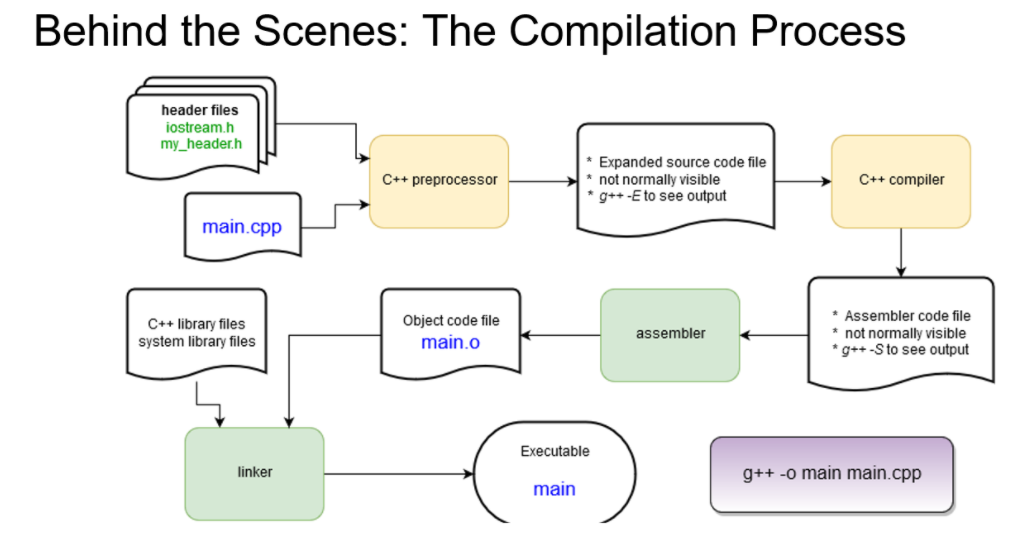 Behind the Scenes: The Compilation Process
header files
iostream.h
my_header.h
main.cpp
C++ preprocessor
* Expanded source code file
* not normally visible
* g++ -E to see output
C++ compiler
C++ library files
system library files
Object code file
main.o
assembler
* Assembler code file
* not normally visible
* g++ -S to see output
linker
Executable
main
g++ -o main main.cpp